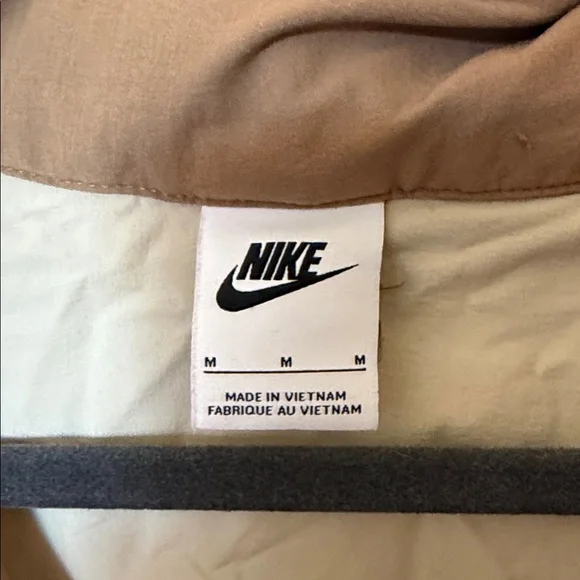 NIKE
M M M
MADE IN VIETNAM
FABRIQUE AU VIETNAM